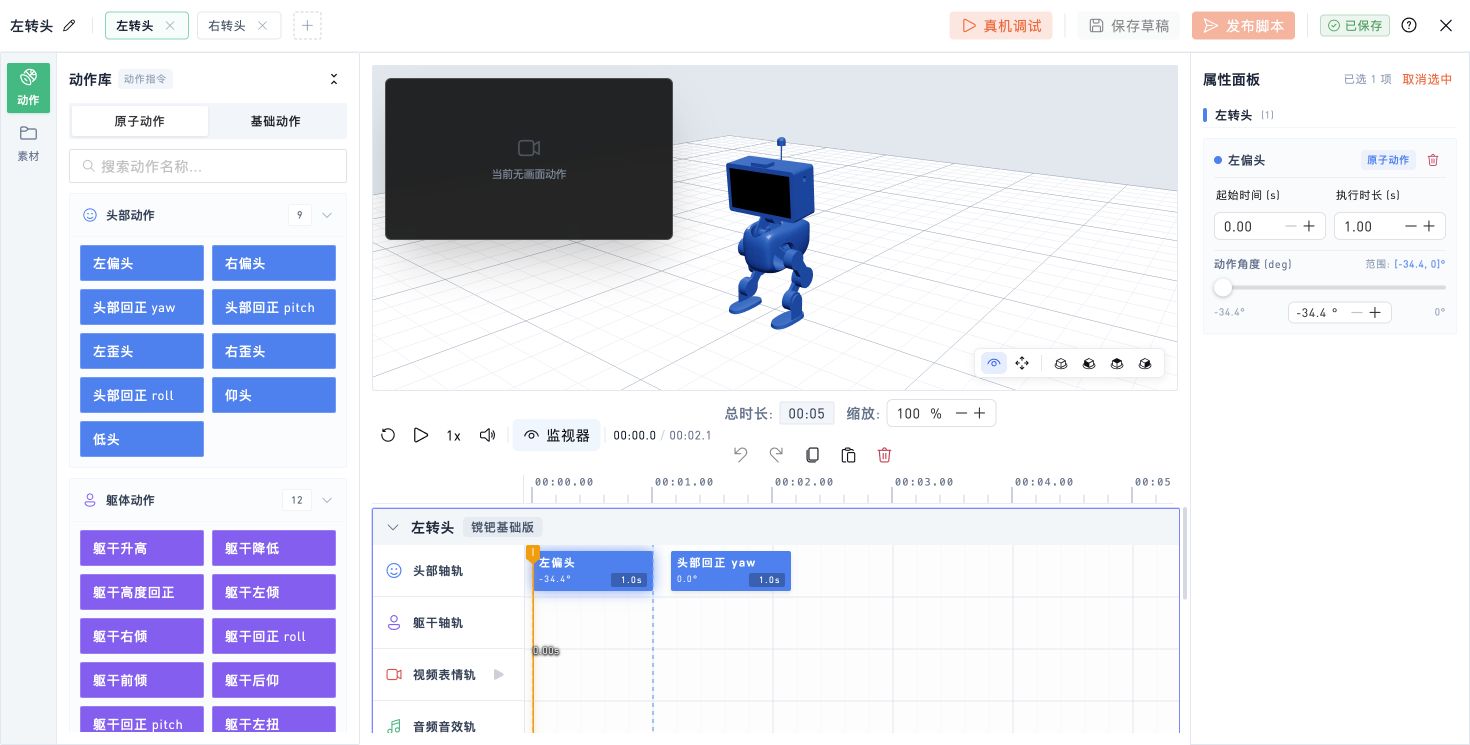 左转头 左转头 右转头 真机调试 保存草稿 发布脚本 已保存
动作
素材
动作库 动作指令
原子动作 基础动作
搜索动作名称...
头部动作 9
左偏头 右偏头
头部回正 yaw 头部回正 pitch
左歪头 右歪头
头部回正 roll 仰头
低头
躯体动作 12
躯干升高 躯干降低
躯干高度回正 躯干左倾
躯干右倾 躯干回正 roll
躯干前倾 躯干后仰
躯干回正 pitch 躯干左扭
当前无画面动作
总时长: 00:05 缩放: 100 %
1x 监视器 00:00.0 / 00:02.1
00:00.00 00:01.00 00:02.00 00:03.00 00:04.00 00:05
左转头 镋钯基础版
头部轴轨 左偏头 -34.4° 1.0s 头部回正 yaw 0.0° 1.0s
躯干轴轨
0.00s
视频表情轨
音频音效轨
属性面板 已选 1 项 取消选中
左转头 (1)
左偏头 原子动作
起始时间 (s) 执行时长 (s)
0.00 1.00
动作角度 (deg) 范围: [-34.4, 0]°
-34.4° -34.4 ° 0°